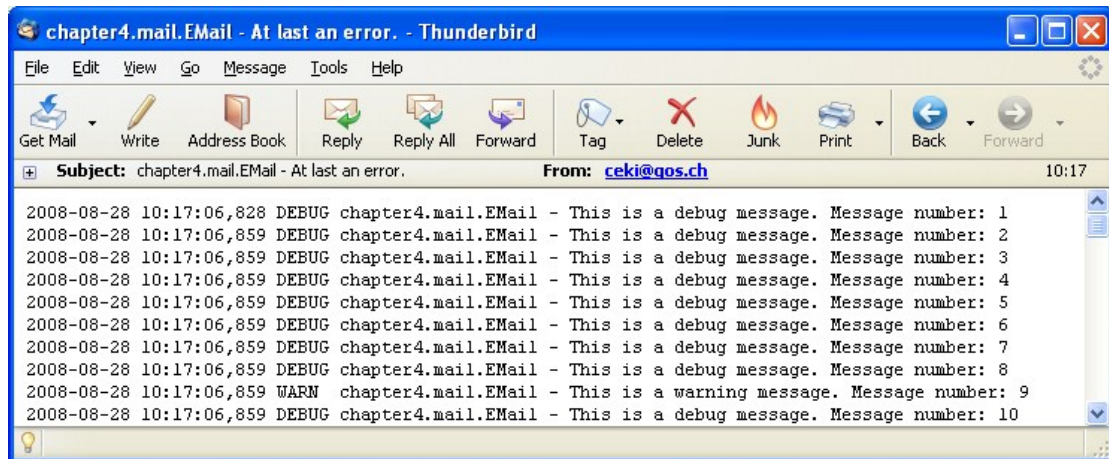 chapter4.mail.EMail - At last an error. - Thunderbird
File Edit View Go Message Tools Help
Get Mail Write Address Book Reply Reply All Forward Tag Delete Junk Print Back Forward
Subject: chapter4.mail.EMail - At last an error. From: ceki@qos.ch 10:17
2008-08-28 10:17:06,828 DEBUG chapter4.mail.EMail - This is a debug message. Message number: 1
2008-08-28 10:17:06,859 DEBUG chapter4.mail.EMail - This is a debug message. Message number: 2
2008-08-28 10:17:06,859 DEBUG chapter4.mail.EMail - This is a debug message. Message number: 3
2008-08-28 10:17:06,859 DEBUG chapter4.mail.EMail - This is a debug message. Message number: 4
2008-08-28 10:17:06,859 DEBUG chapter4.mail.EMail - This is a debug message. Message number: 5
2008-08-28 10:17:06,859 DEBUG chapter4.mail.EMail - This is a debug message. Message number: 6
2008-08-28 10:17:06,859 DEBUG chapter4.mail.EMail - This is a debug message. Message number: 7
2008-08-28 10:17:06,859 DEBUG chapter4.mail.EMail - This is a debug message. Message number: 8
2008-08-28 10:17:06,859 WARN  chapter4.mail.EMail - This is a warning message. Message number: 9
2008-08-28 10:17:06,859 DEBUG chapter4.mail.EMail - This is a debug message. Message number: 10